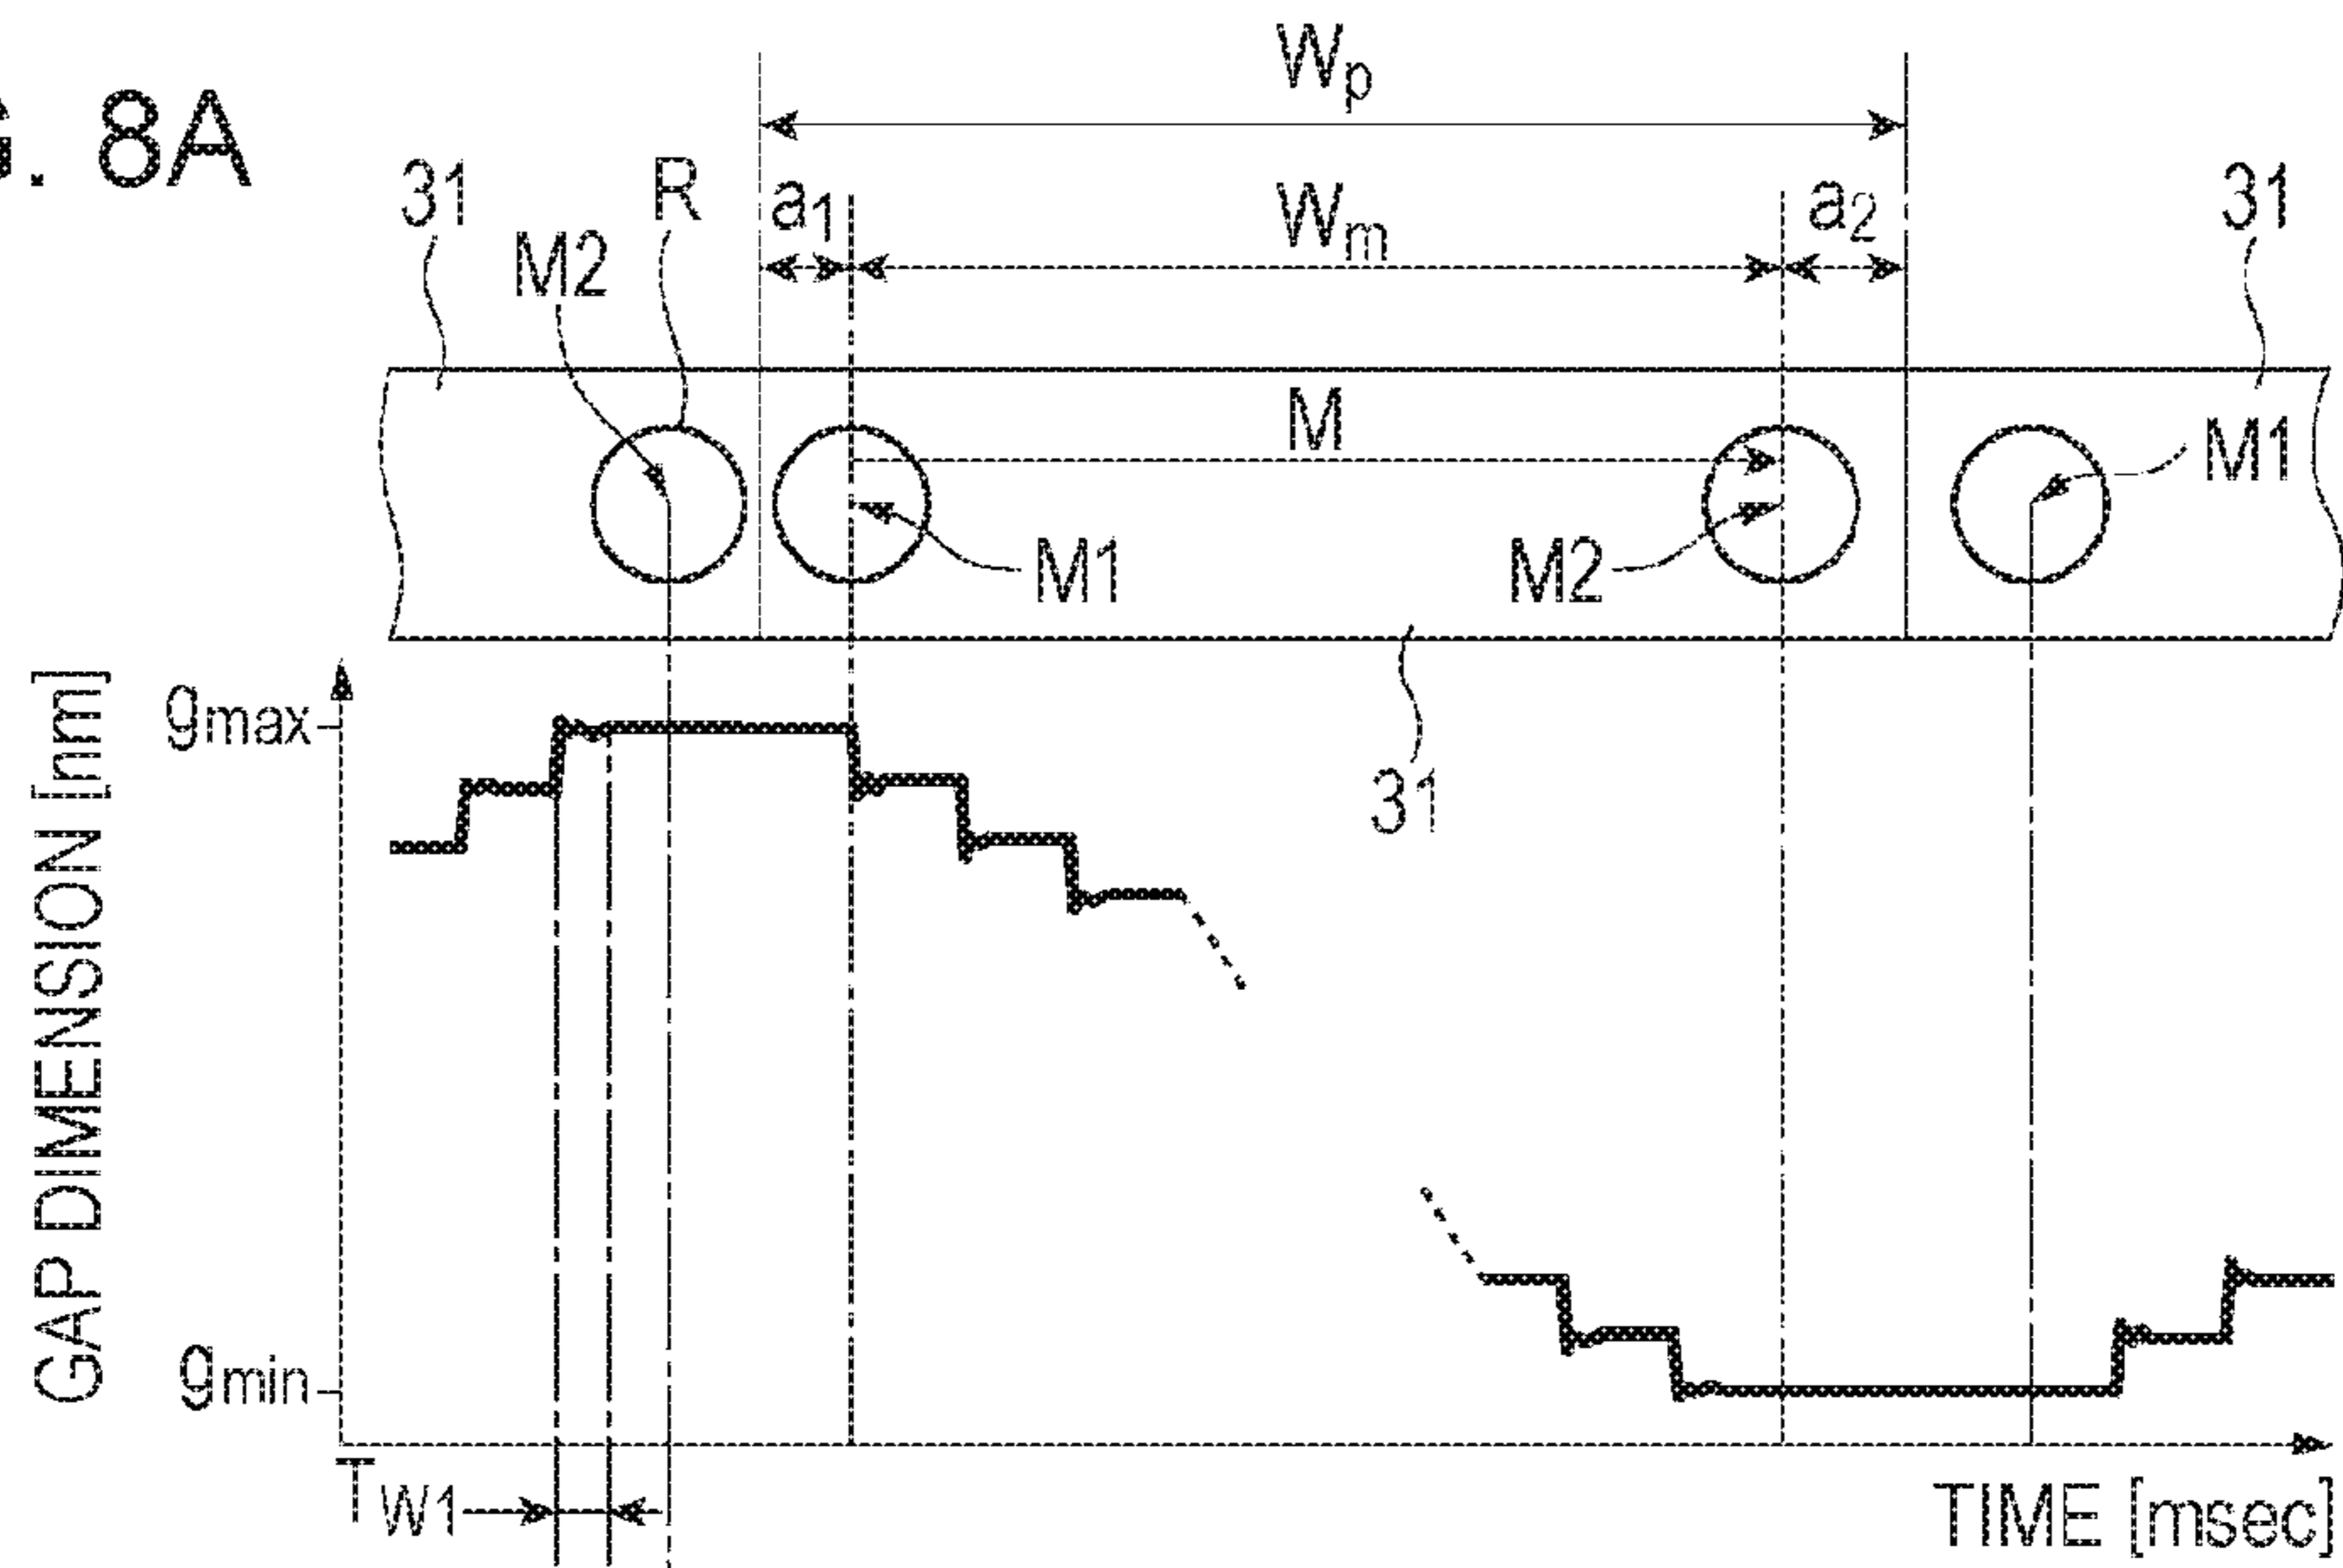 G. 8A
Wp
31
R
a1
Wm
a2
31
M2
M
M1
M1
M2
31
GAP DIMENSION [nm]
gmax
gmin
TW1
TIME [msec]